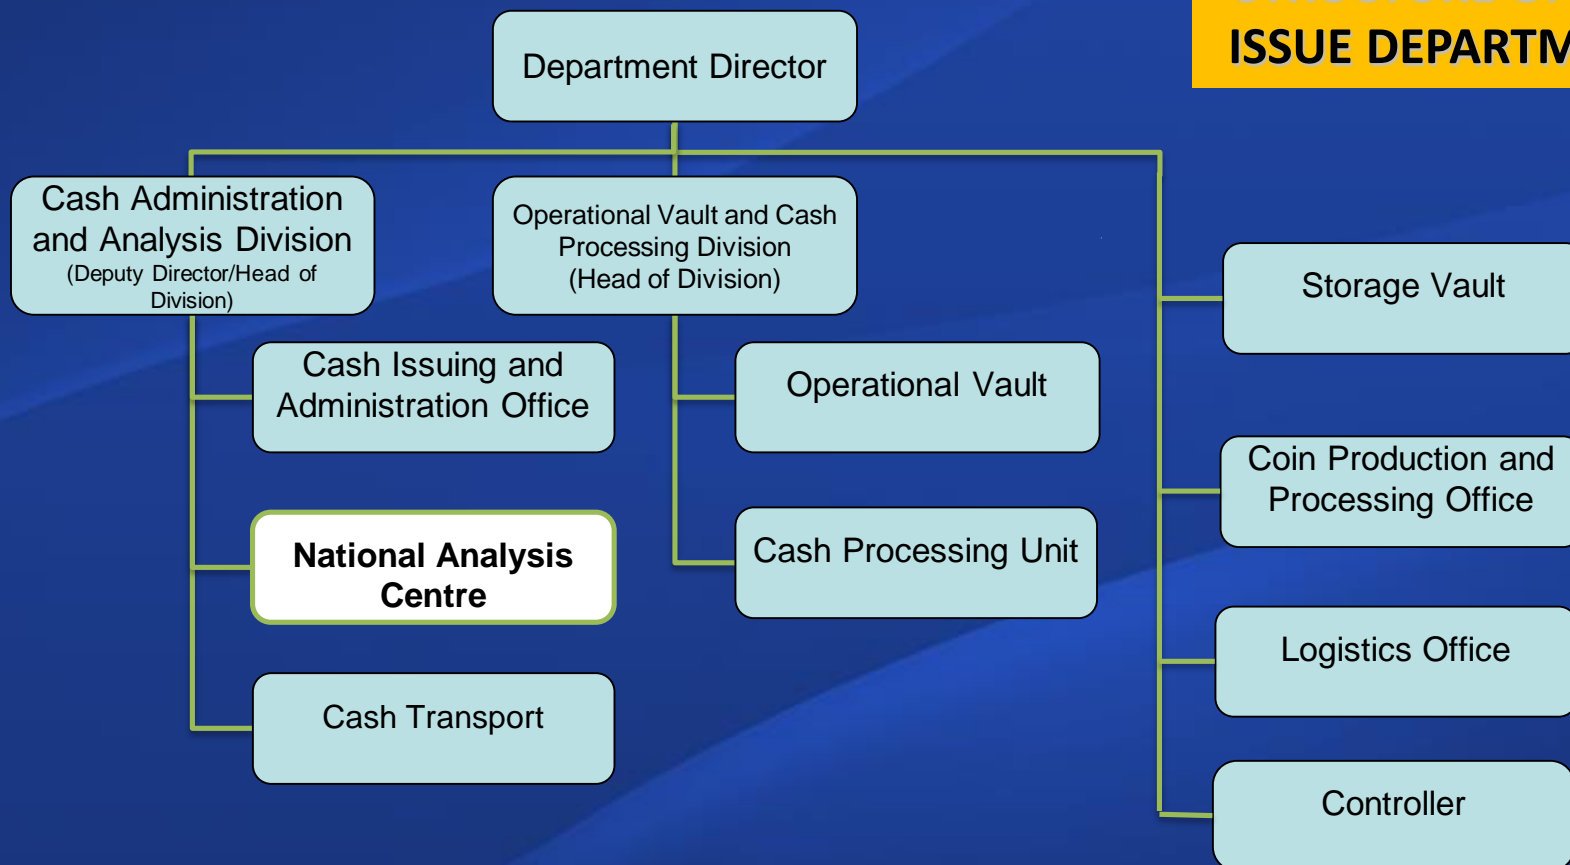 ISSUE DEPARTM
Department Director
Cash Administration
and Analysis Division
(Deputy Director/Head of
Division)
Operational Vault and Cash
Processing Division
(Head of Division)
Storage Vault
Cash Issuing and
Administration Office
Operational Vault
Coin Production and
Processing Office
National Analysis
Centre
Cash Processing Unit
Logistics Office
Cash Transport
Controller